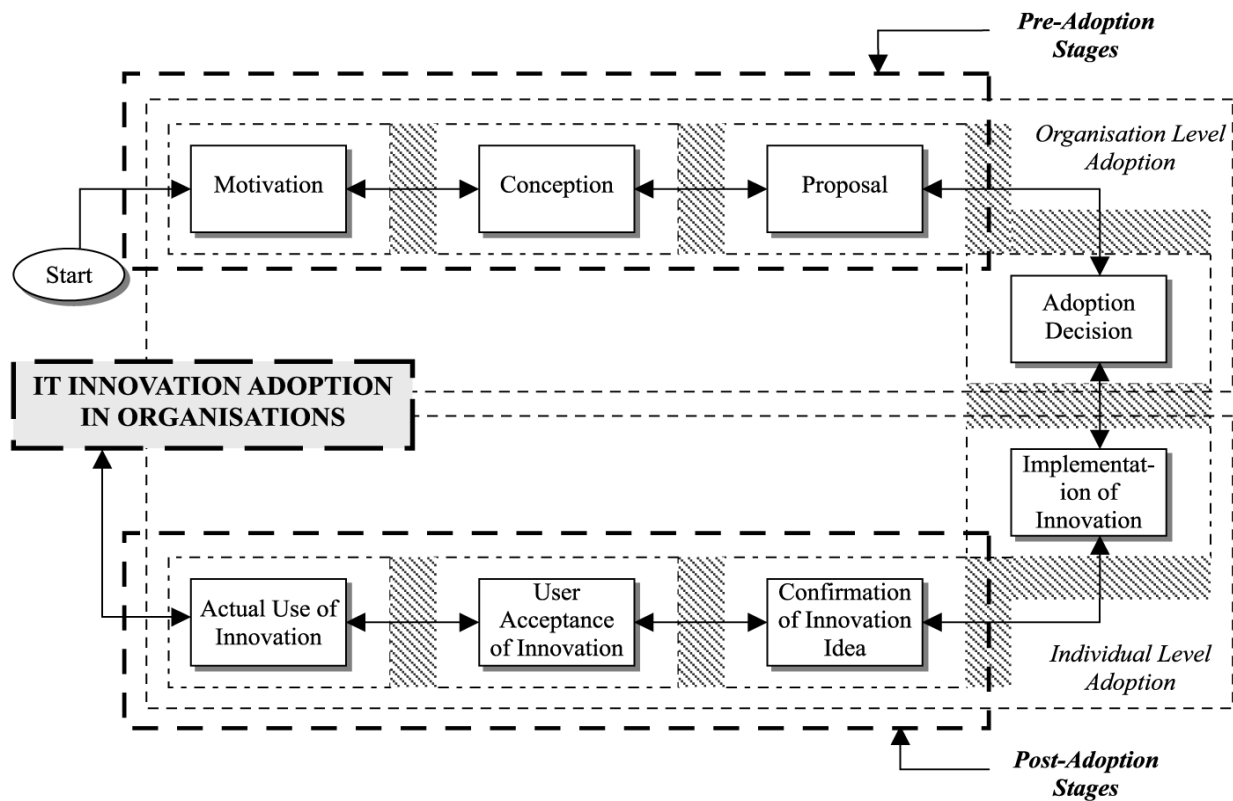 Pre-Adoption
Stages
Organisation Level
Adoption
Motivation
Conception
Proposal
Start
Adoption
Decision
IT INNOVATION ADOPTION
IN ORGANISATIONS
Implementat-
ion of
Innovation
Actual Use of
Innovation
User
Acceptance
of Innovation
Confirmation
of Innovation
Idea
Individual Level
Adoption
Post-Adoption
Stages